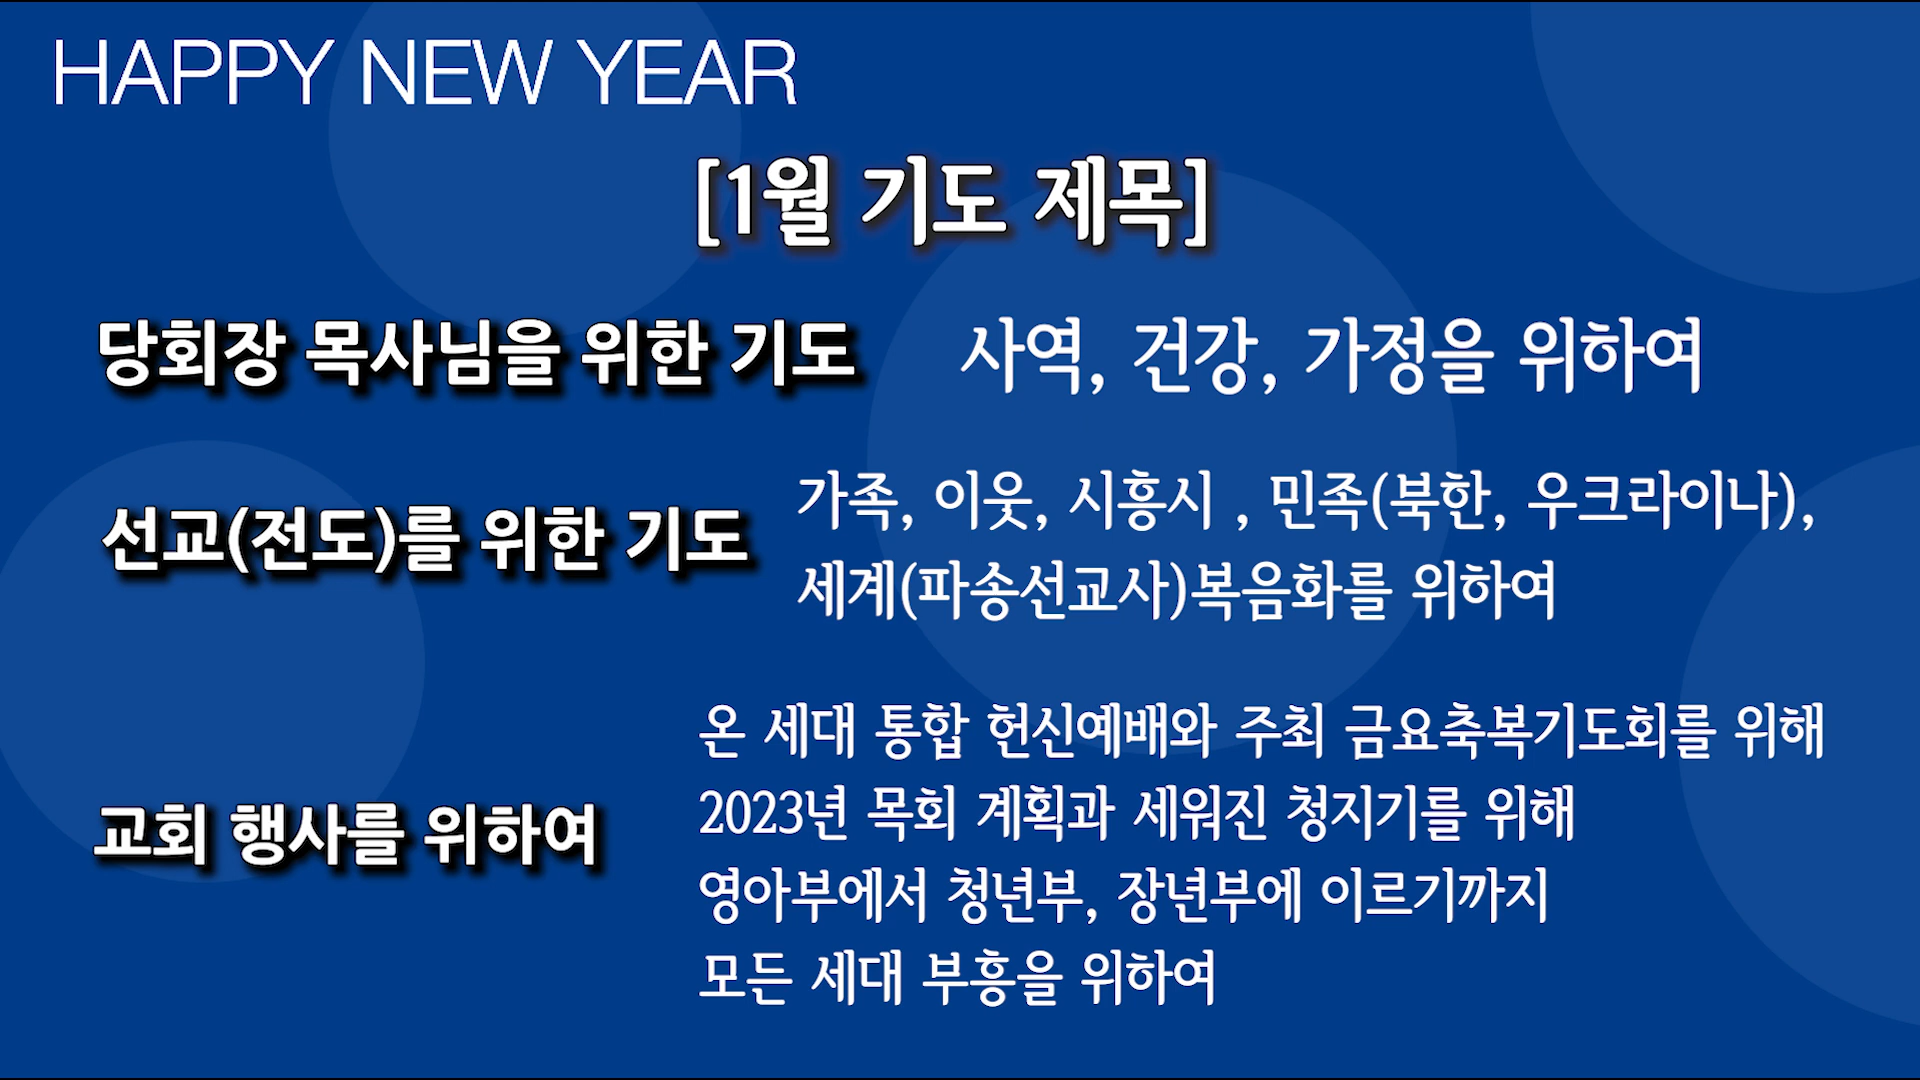 HAPPY NEW YEAR
[1월 기도 제목]
당회장 목사님을 위한 기도 사역, 건강, 가정을 위하여
선교(전도)를 위한 기도
가족, 이웃, 시흥시 , 민족(북한, 우크라이나),
세계(파송선교사)복음화를 위하여
교회 행사를 위하여
온 세대 통합 헌신예배와 주최 금요축복기도회를 위해
2023년 목회 계획과 세워진 청지기를 위해
영아부에서 청년부, 장년부에 이르기까지
모든 세대 부흥을 위하여